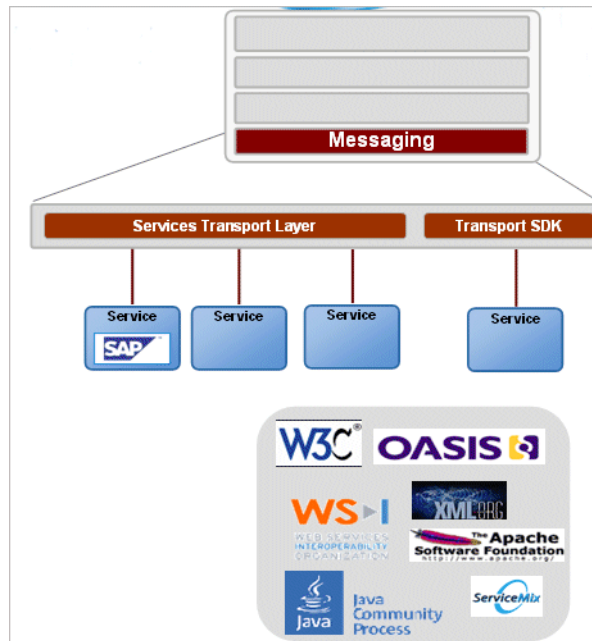 Messaging
Services Transport Layer Transport SDK
Service Service Service Service
SAP™
W3C® OASIS
WS I XML.ORG
WEB SERVICES
INTEROPERABILITY
ORGANIZATION
The Apache
Software Foundation
http://www.apache.org/
Java
Java
Community
Process
ServiceMix